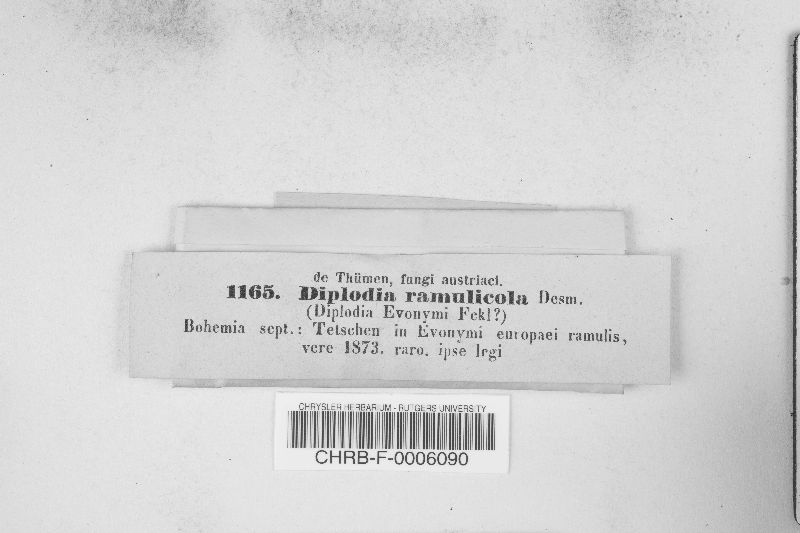 de Thümen, fungi austriaci.
1165. Diplodia ramulicola Desm.
(Diplodia Evonymi Fckl?)
Bohemia sept.: Tetschen in Evonymi europaei ramulis,
vere 1873. raro. ipse legi
CHRYSLER HERBARIUM - RUTGERS UNIVERSITY
CHRB-F-0006090